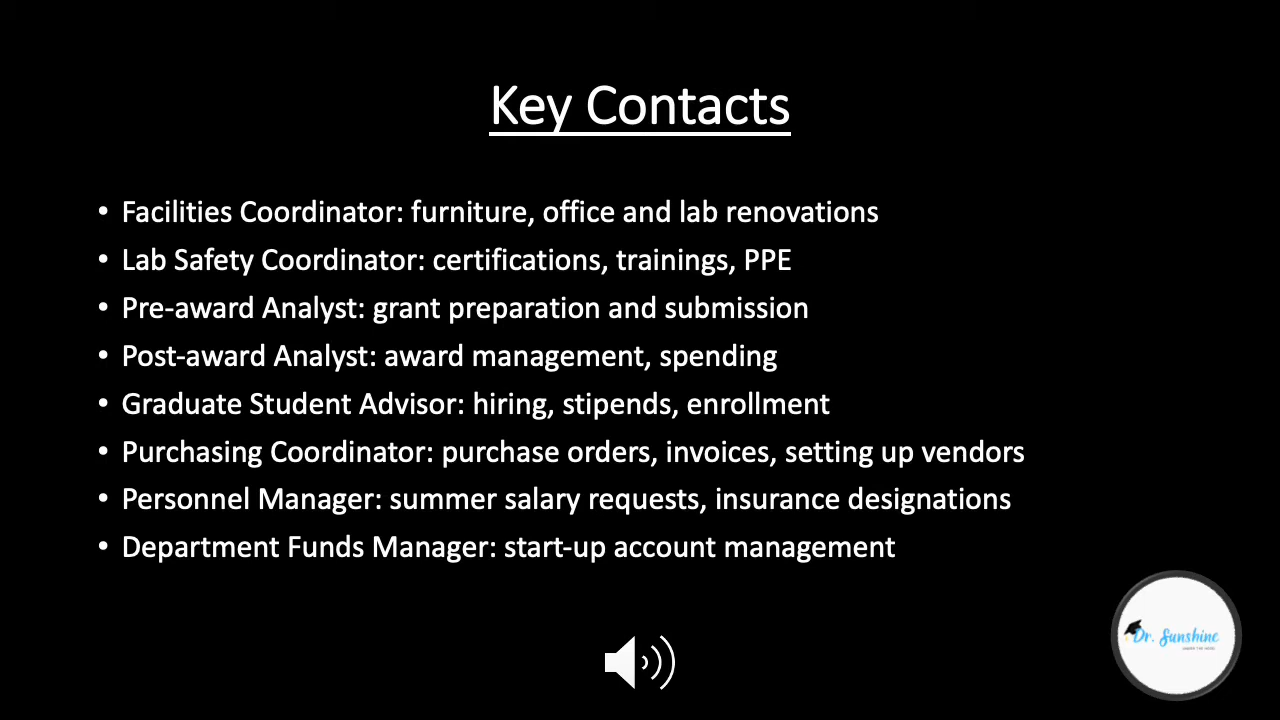 Key Contacts
• Facilities Coordinator: furniture, office and lab renovations
• Lab Safety Coordinator: certifications, trainings, PPE
• Pre-award Analyst: grant preparation and submission
• Post-award Analyst: award management, spending
• Graduate Student Advisor: hiring, stipends, enrollment
• Purchasing Coordinator: purchase orders, invoices, setting up vendors
• Personnel Manager: summer salary requests, insurance designations
• Department Funds Manager: start-up account management
Dr. Sunshine